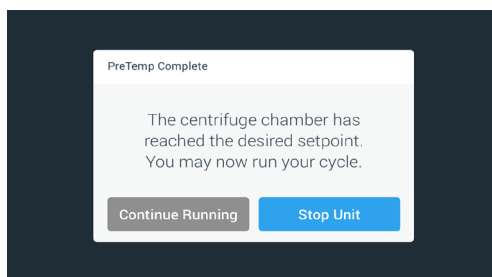 PreTemp Complete
The centrifuge chamber has
reached the desired setpoint.
You may now run your cycle.
Continue Running
Stop Unit